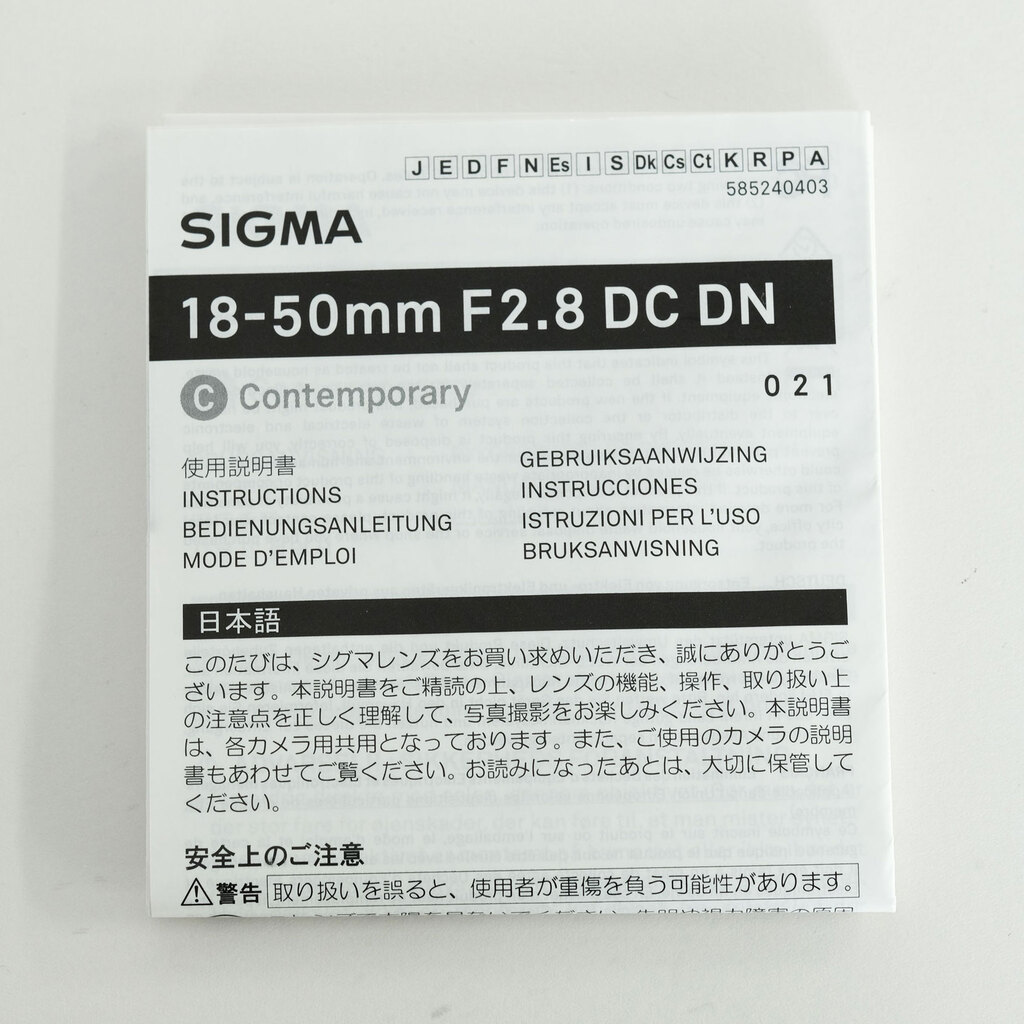 J E D F N Es I S Dk Cs Ct K R P A
585240403
SIGMA
18-50mm F2.8 DC DN
C Contemporary
021
使用説明書
INSTRUCTIONS
BEDIENUNGSANLEITUNG
MODE D'EMPLOI
GEBRUIKSAANWIJZING
INSTRUCCIONES
ISTRUZIONI PER L'USO
BRUKSANVISNING
日本語
このたびは、シグマレンズをお買い求めいただき、誠にありがとうご
ざいます。本説明書をご精読の上、レンズの機能、操作、取り扱い上
の注意点を正しく理解して、写真撮影をお楽しみください。本説明書
は、各カメラ用共用となっております。また、ご使用のカメラの説明
書もあわせてご覧ください。お読みになったあとは、大切に保管して
ください。
安全上のご注意
警告 取り扱いを誤ると、使用者が重傷を負う可能性があります。